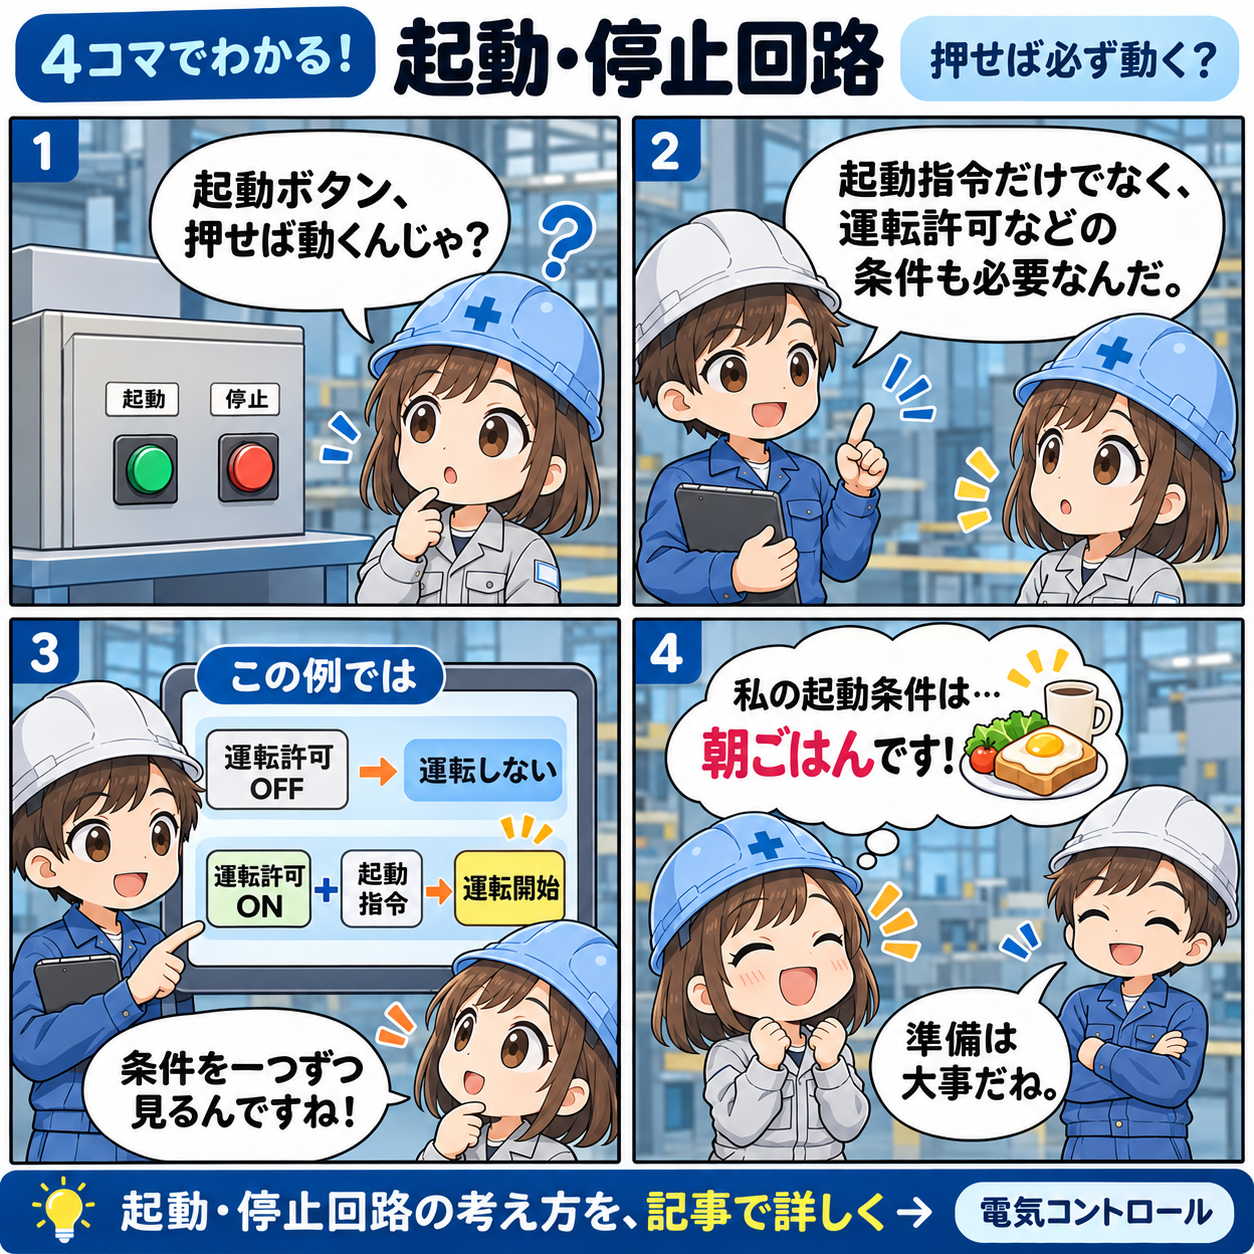 4コマでわかる！
起動・停止回路
押せば必ず動く？
1
起動ボタン、
押せば動くんじゃ？
?
起動
停止
2
起動指令だけでなく、
運転許可などの
条件も必要なんだ。
3
この例では
運転許可
OFF
→
運転しない
運転許可
ON
+
起動
指令
→
運転開始
条件を一つずつ
見るんですね！
4
私の起動条件は…
朝ごはんです！
準備は
大事だね。
起動・停止回路の考え方を、記事で詳しく→
電気コントロール